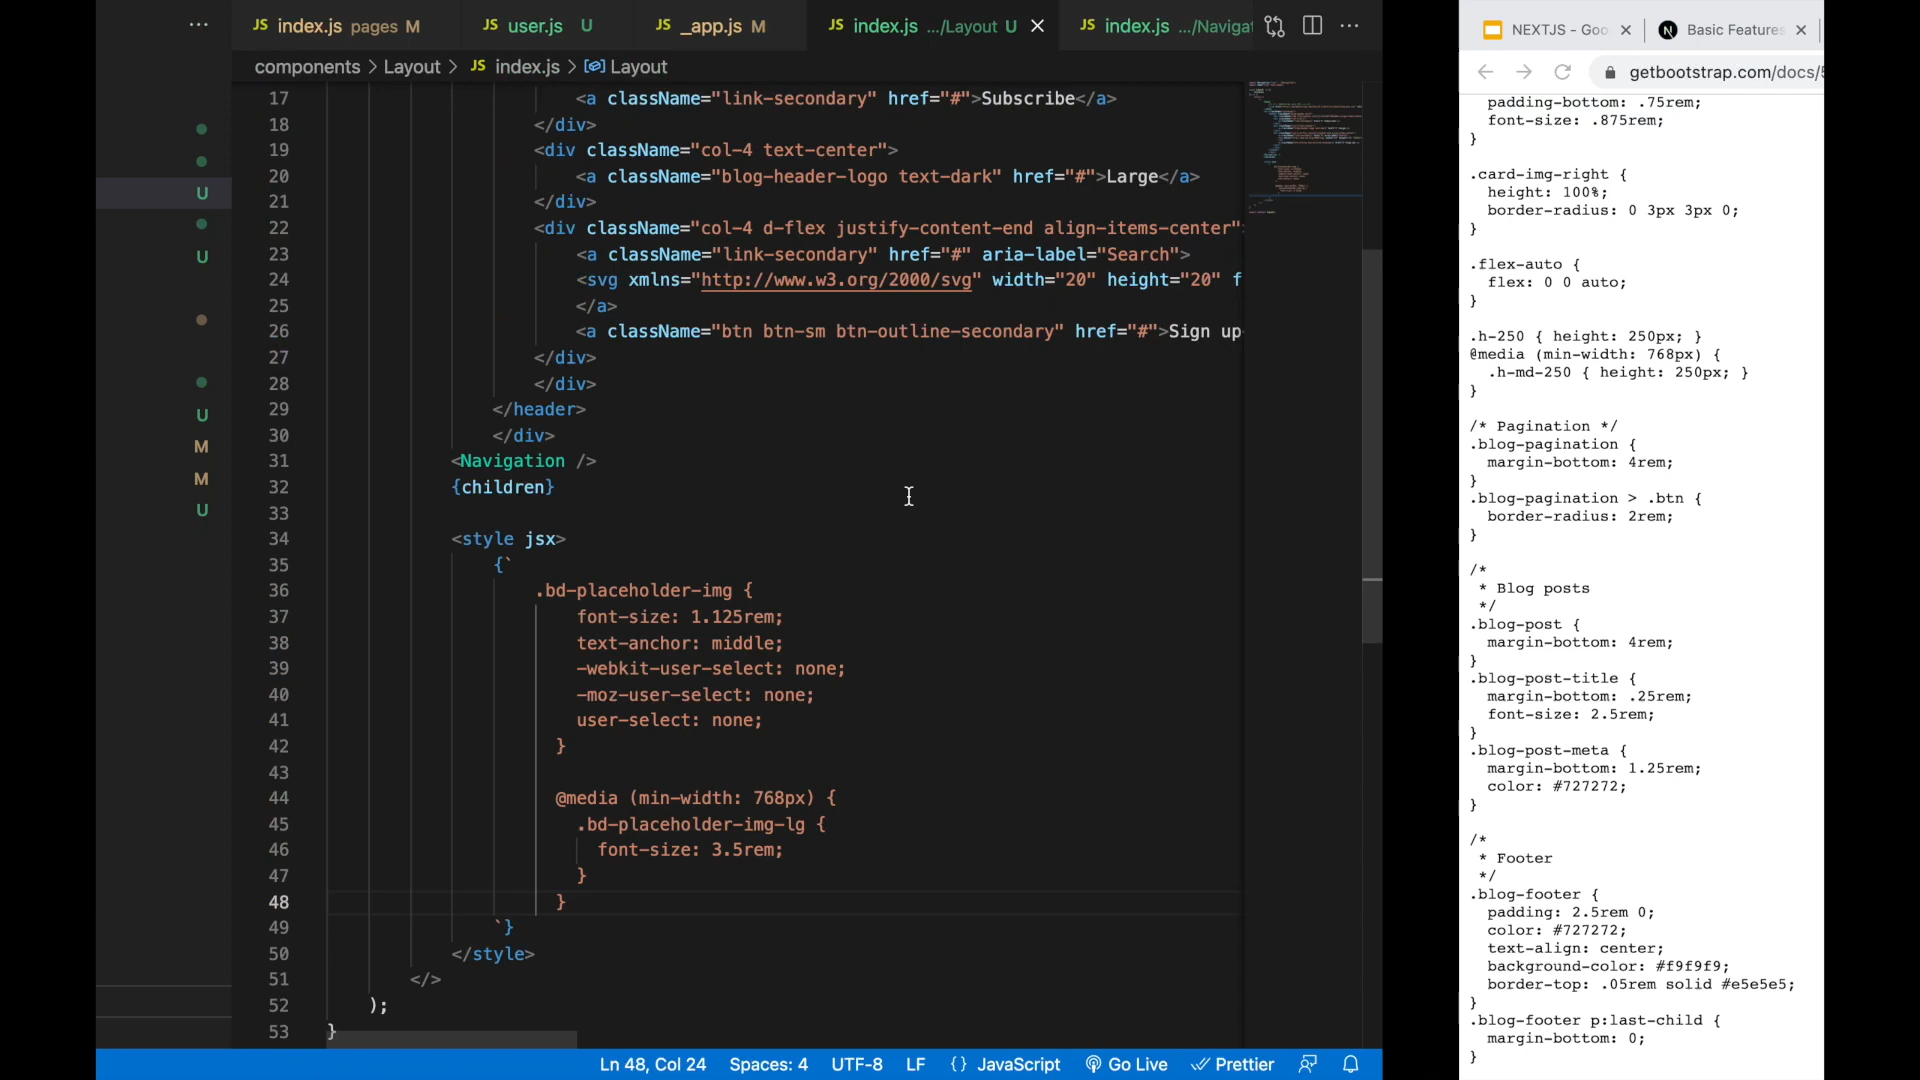 JS index.js pages M
JS user.js U
JS _app.js M
JS index.js .../Layout U
JS index.js .../Navigat
components > Layout > JS index.js > Layout
17 <a className="link-secondary" href="#">Subscribe</a>
18 </div>
19 <div className="col-4 text-center">
20 <a className="blog-header-logo text-dark" href="#">Large</a>
21 </div>
22 <div className="col-4 d-flex justify-content-end align-items-center"
23 <a className="link-secondary" href="#" aria-label="Search">
24 <svg xmlns="http://www.w3.org/2000/svg" width="20" height="20" f
25 </a>
26 <a className="btn btn-sm btn-outline-secondary" href="#">Sign up
27 </div>
28 </div>
29 </header>
30 </div>
31 <Navigation />
32 {children}
33
34 <style jsx>
35 {`
36 .bd-placeholder-img {
37 font-size: 1.125rem;
38 text-anchor: middle;
39 -webkit-user-select: none;
40 -moz-user-select: none;
41 user-select: none;
42 }
43
44 @media (min-width: 768px) {
45 .bd-placeholder-img-lg {
46 font-size: 3.5rem;
47 }
48 }
49 `}
50 </style>
51 </>
52 );
53 }
U
U
U
M
M
U
Ln 48, Col 24 Spaces: 4 UTF-8 LF {} JavaScript Go Live Prettier
NEXTJS - Goo
N Basic Features
getbootstrap.com/docs/5
padding-bottom: .75rem;
font-size: .875rem;
}
.card-img-right {
height: 100%;
border-radius: 0 3px 3px 0;
}
.flex-auto {
flex: 0 0 auto;
}
.h-250 { height: 250px; }
@media (min-width: 768px) {
.h-md-250 { height: 250px; }
}
/* Pagination */
.blog-pagination {
margin-bottom: 4rem;
}
.blog-pagination > .btn {
border-radius: 2rem;
}
/*
* Blog posts
*/
.blog-post {
margin-bottom: 4rem;
}
.blog-post-title {
margin-bottom: .25rem;
font-size: 2.5rem;
}
.blog-post-meta {
margin-bottom: 1.25rem;
color: #727272;
}
/*
* Footer
*/
.blog-footer {
padding: 2.5rem 0;
color: #727272;
text-align: center;
background-color: #f9f9f9;
border-top: .05rem solid #e5e5e5;
}
.blog-footer p:last-child {
margin-bottom: 0;
}